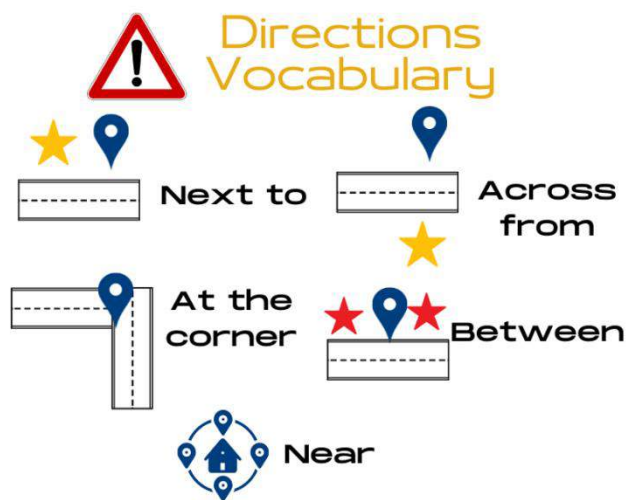 Directions
Vocabulary
Next to
Across
from
At the
corner
Between
Near